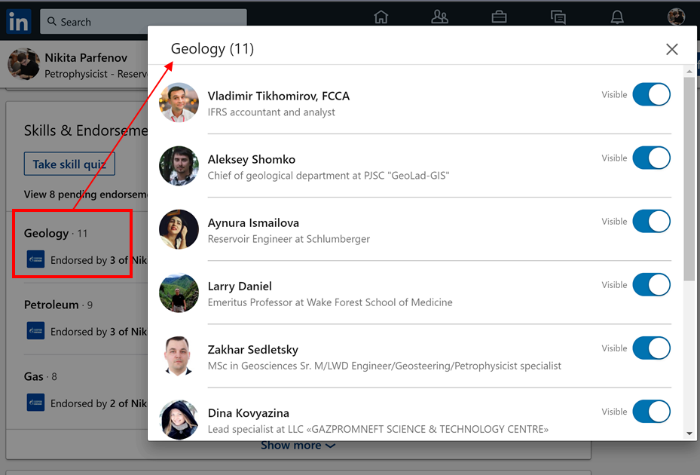 in
Search
Nikita Parfenov
Petrophysicist - Reserv
Skills & Endorseme
Take skill quiz
View 8 pending endorseme
Geology · 11
Endorsed by 3 of Nik
Petroleum · 9
Endorsed by 3 of Nik
Gas · 8
Endorsed by 2 of Nik
Show more
Geology (11)
Vladimir Tikhomirov, FCCA
IFRS accountant and analyst
Visible
Aleksey Shomko
Chief of geological department at PJSC "GeoLad-GIS"
Visible
Aynura Ismailova
Reservoir Engineer at Schlumberger
Visible
Larry Daniel
Emeritus Professor at Wake Forest School of Medicine
Visible
Zakhar Sedletsky
MSc in Geosciences Sr. M/LWD Engineer/Geosteering/Petrophysicist specialist
Visible
Dina Kovyazina
Lead specialist at LLC «GAZPROMNEFT SCIENCE & TECHNOLOGY CENTRE»
Visible